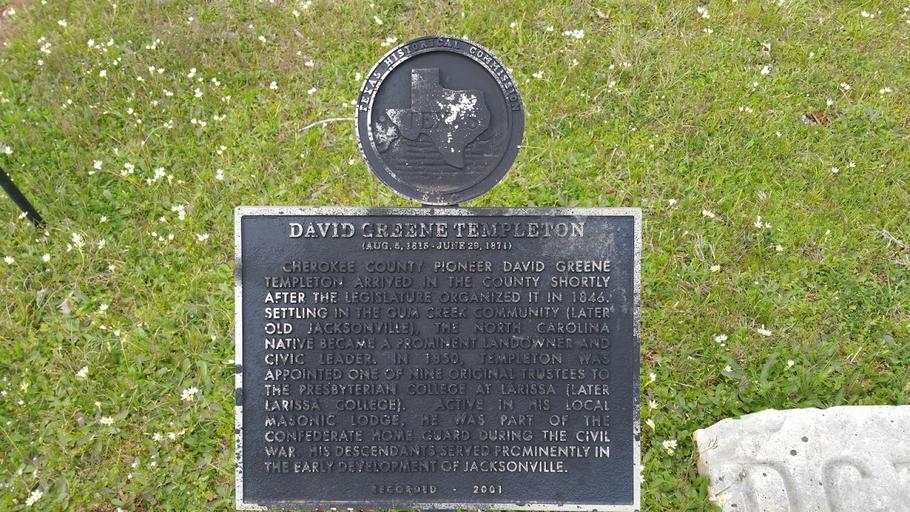 TEXAS HISTORICAL COMMISSION
TEXAS
DAVID GREENE TEMPLETON
(AUG. 5, 1815 - JUNE 29, 1871)
CHEROKEE COUNTY PIONEER DAVID GREENE
TEMPLETON ARRIVED IN THE COUNTY SHORTLY
AFTER THE LEGISLATURE ORGANIZED IT IN 1846.
SETTLING IN THE GUM CREEK COMMUNITY (LATER
OLD JACKSONVILLE), THE NORTH CAROLINA
NATIVE BECAME A PROMINENT LANDOWNER AND
CIVIC LEADER. IN 1850, TEMPLETON WAS
APPOINTED ONE OF NINE ORIGINAL TRUSTEES TO
THE PRESBYTERIAN COLLEGE AT LARISSA (LATER
LARISSA COLLEGE). ACTIVE IN HIS LOCAL
MASONIC LODGE, HE WAS PART OF THE
CONFEDERATE HOME GUARD DURING THE CIVIL
WAR. HIS DESCENDANTS SERVED PROMINENTLY IN
THE EARLY DEVELOPMENT OF JACKSONVILLE.
RECORDED - 2001